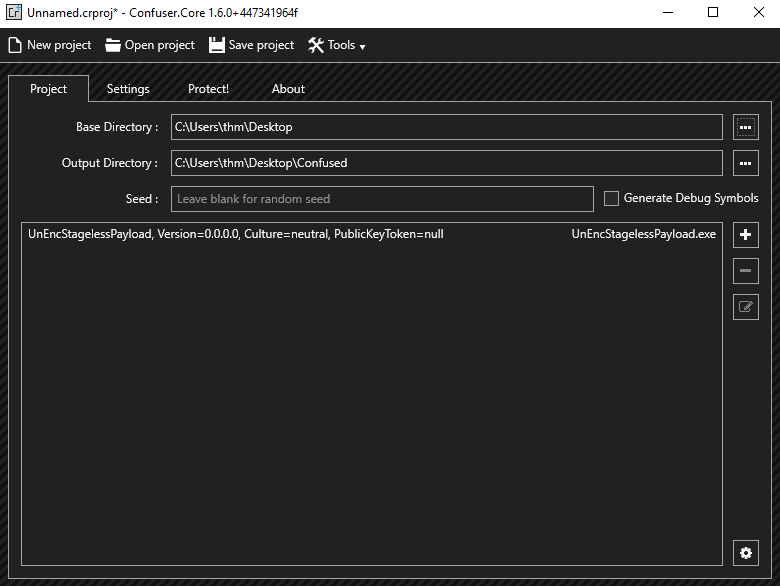 Unnamed.crproj* - Confuser.Core 1.6.0+447341964f
New project Open project Save project Tools
Project Settings Protect! About
Base Directory : C:\Users\thm\Desktop
Output Directory : C:\Users\thm\Desktop\Confused
Seed : Leave blank for random seed Generate Debug Symbols
UnEncStagelessPayload, Version=0.0.0.0, Culture=neutral, PublicKeyToken=null UnEncStagelessPayload.exe